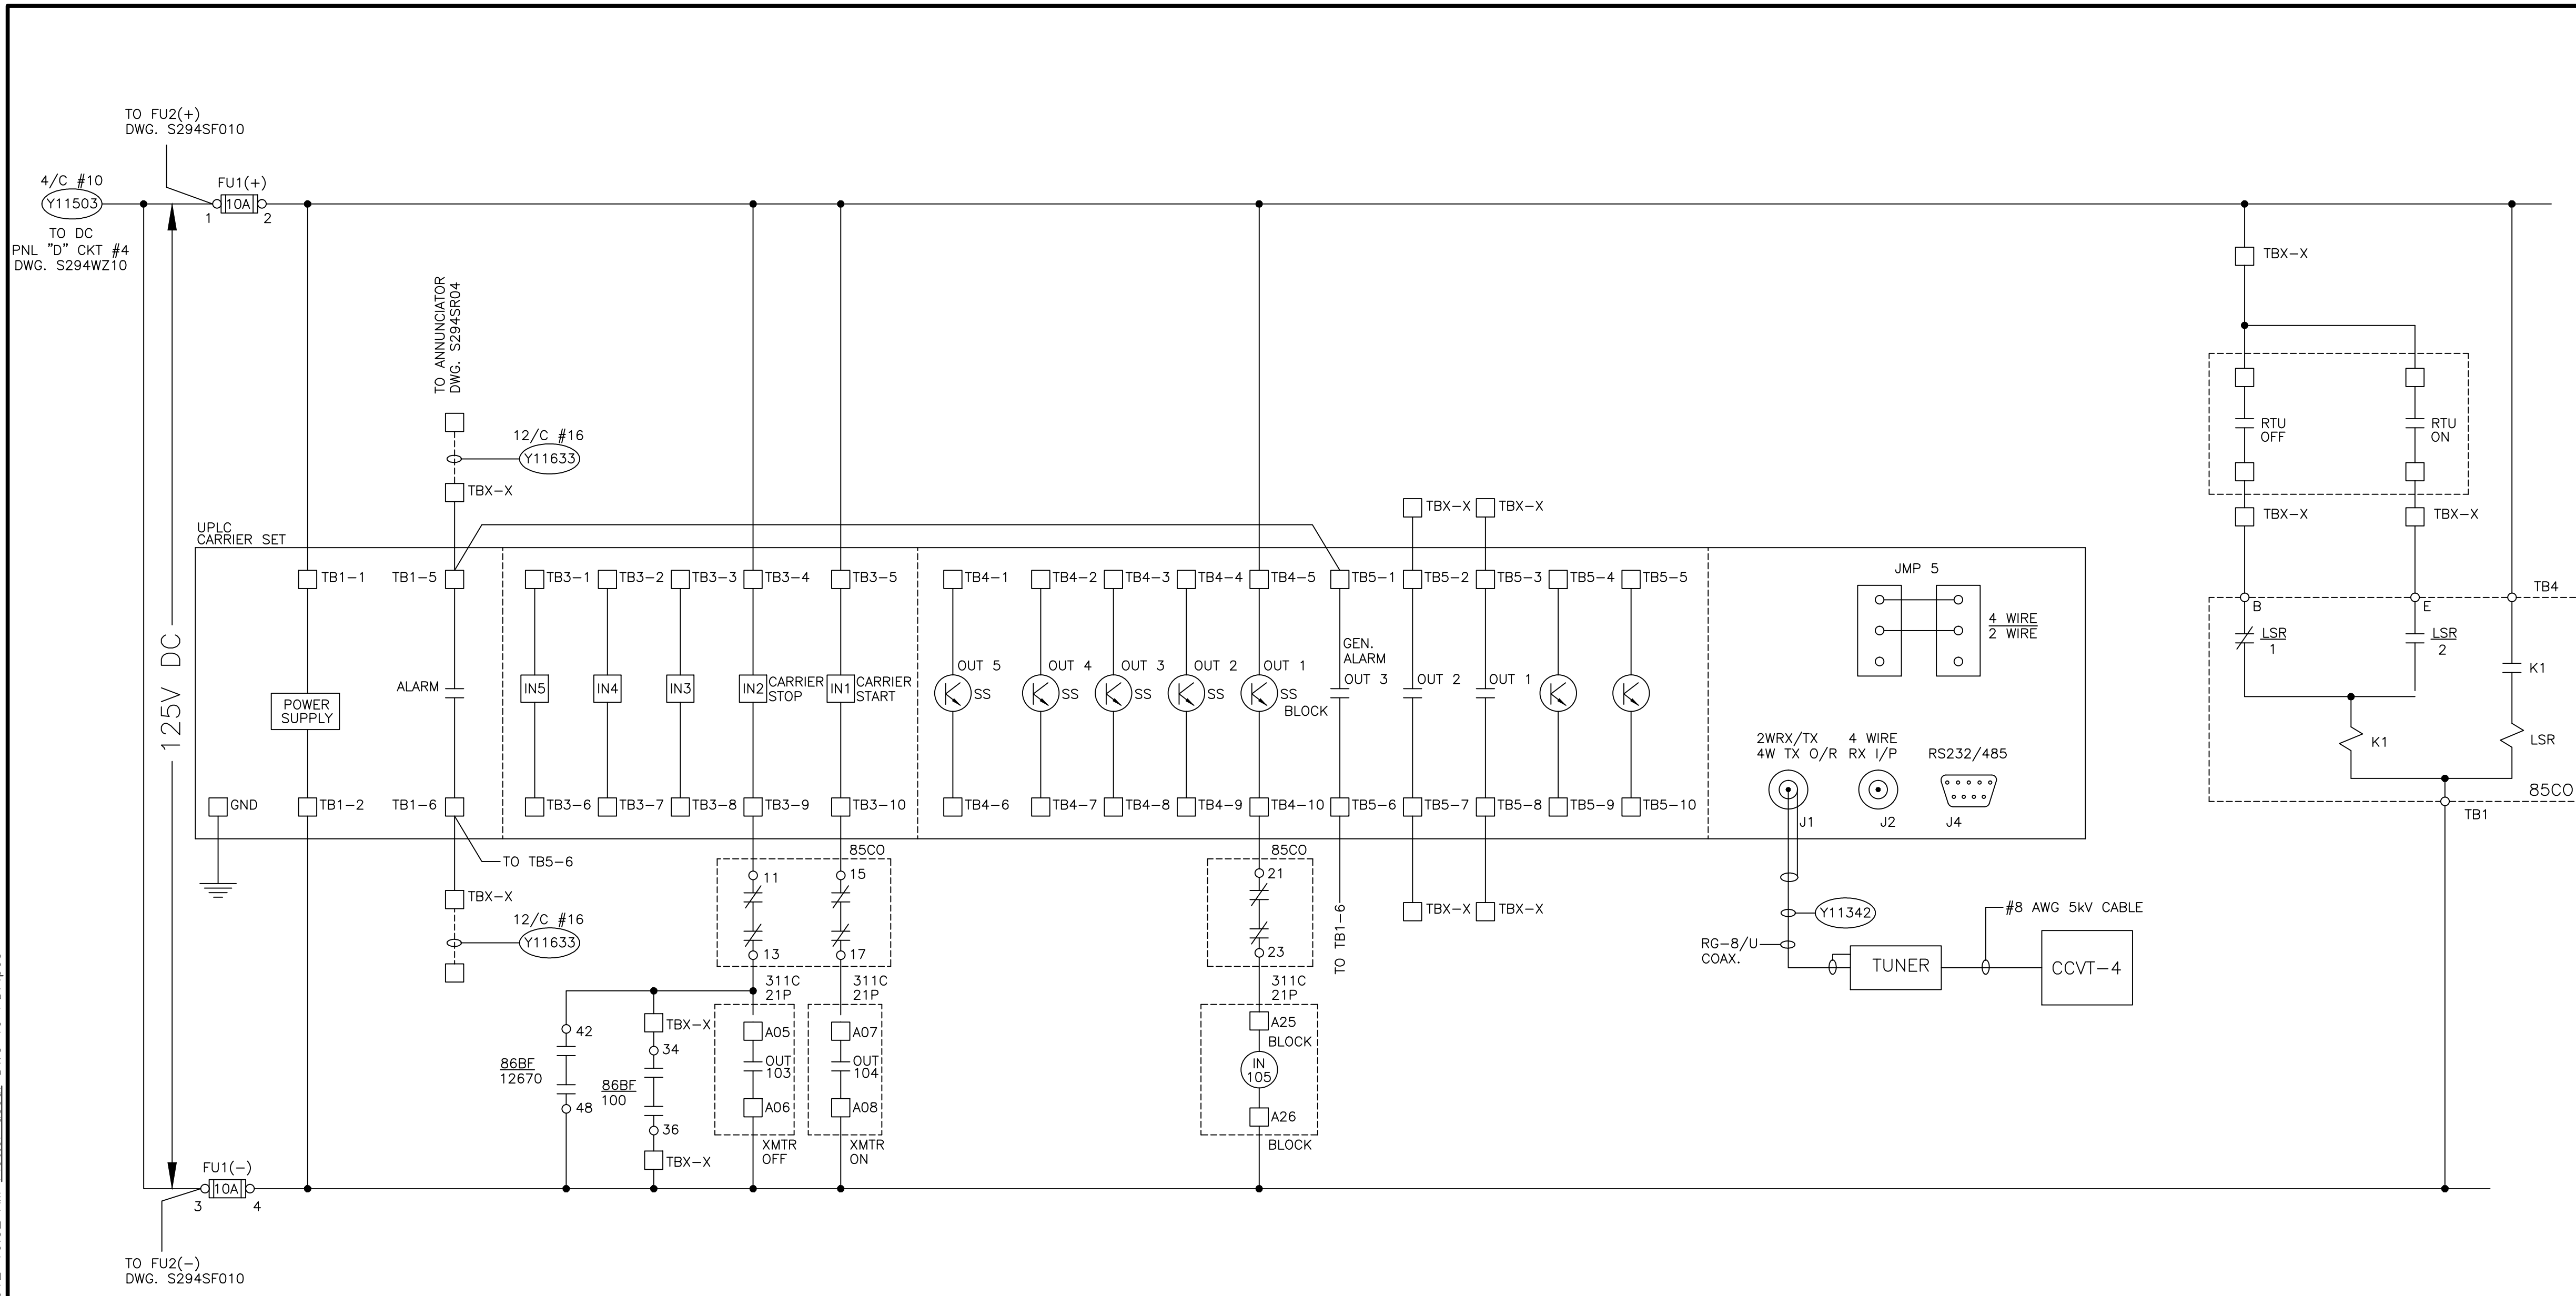 TO FU2(+)
DWG. S294SF010
4/C #10
Y11503
TO DC
PNL "D" CKT #4
DWG. S294WZ10
FU1(+)
10A
1
2
125V DC
TO ANNUNCIATOR
DWG. S294SR04
12/C #16
Y11633
TBX-X
UPLC
CARRIER SET
TB1-1
TB1-5
TB3-1
TB3-2
TB3-3
TB3-4
TB3-5
TB4-1
TB4-2
TB4-3
TB4-4
TB4-5
TB5-1
TB5-2
TB5-3
TB5-4
TB5-5
TBX-X
TBX-X
POWER
SUPPLY
ALARM
IN5
IN4
IN3
IN2
CARRIER
STOP
IN1
CARRIER
START
OUT 5
SS
OUT 4
SS
OUT 3
SS
OUT 2
SS
OUT 1
SS
BLOCK
GEN.
ALARM
OUT 3
OUT 2
OUT 1
JMP 5
4 WIRE
2 WIRE
2WRX/TX
4W TX O/R
4 WIRE
RX I/P
RS232/485
J1
J2
J4
GND
TB1-2
TB1-6
TB3-6
TB3-7
TB3-8
TB3-9
TB3-10
TB4-6
TB4-7
TB4-8
TB4-9
TB4-10
TB5-6
TB5-7
TB5-8
TB5-9
TB5-10
TO TB5-6
TBX-X
12/C #16
Y11633
85CO
11
15
13
17
311C
21P
311C
21P
42
86BF
12670
48
TBX-X
34
86BF
100
36
TBX-X
A05
OUT
103
A06
XMTR
OFF
A07
OUT
104
A08
XMTR
ON
85CO
21
23
311C
21P
A25
BLOCK
IN
105
A26
BLOCK
TO TB1-6
TBX-X
TBX-X
Y11342
RG-8/U
COAX.
TUNER
#8 AWG 5kV CABLE
CCVT-4
TBX-X
RTU
OFF
RTU
ON
TBX-X
TBX-X
TB4
B
E
LSR
1
LSR
2
K1
K1
LSR
85CO
TB1
FU1(-)
10A
3
4
TO FU2(-)
DWG. S294SF010